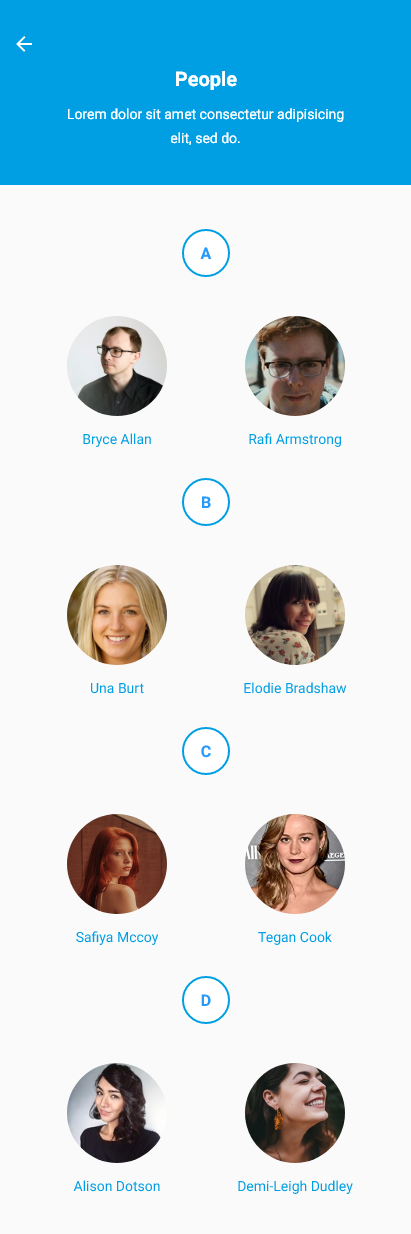 People
Lorem dolor sit amet consectetur adipisicing
elit, sed do.
A
Bryce Allan
Rafi Armstrong
B
Una Burt
Elodie Bradshaw
C
Safiya Mccoy
Tegan Cook
D
Alison Dotson
Demi-Leigh Dudley